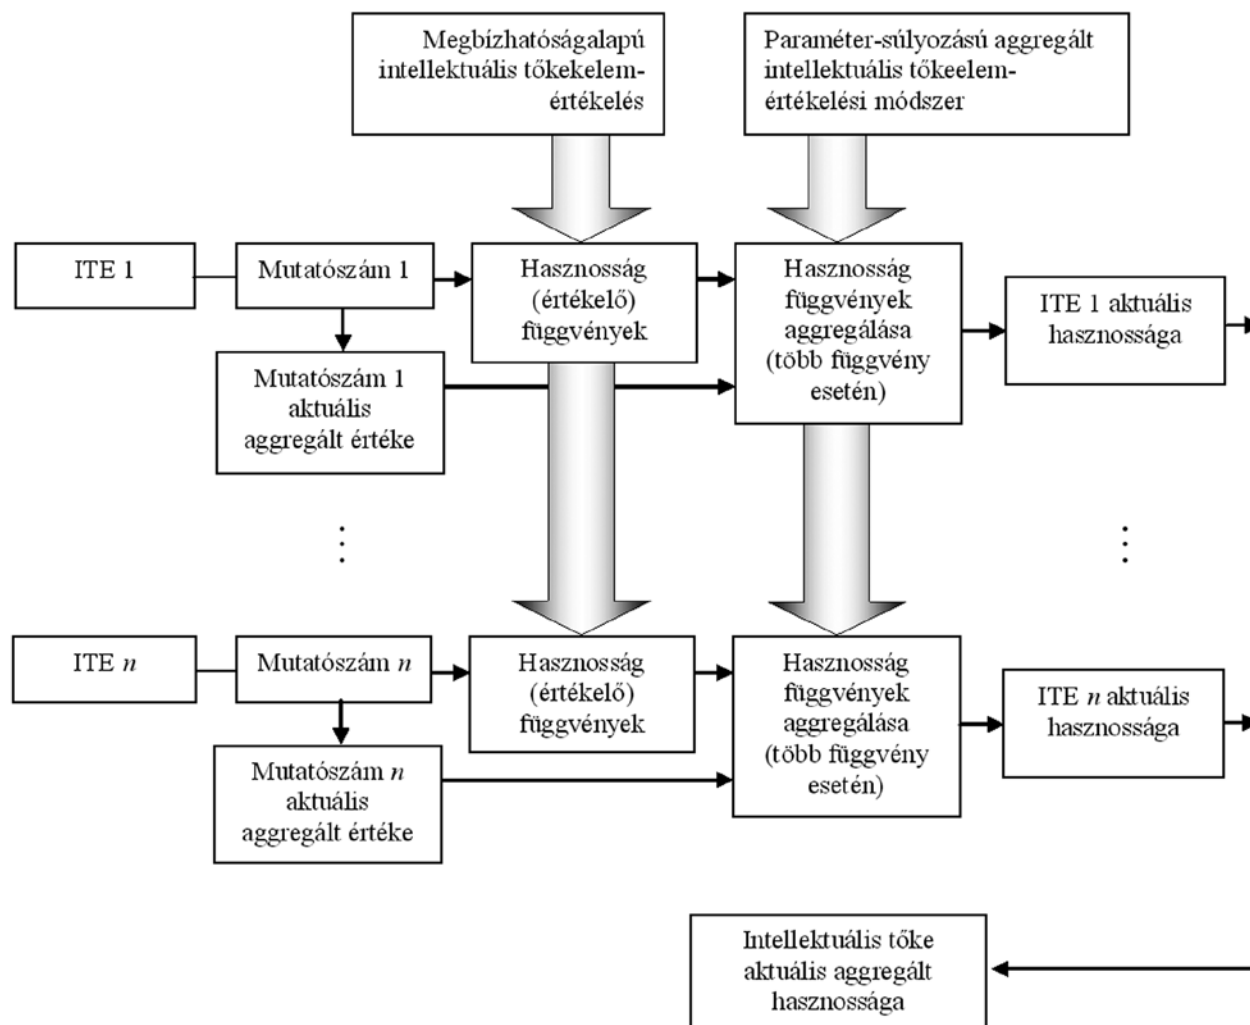 Megbízhatóságalapú
intellektuális tőkekelem-
értékelés
Paraméter-súlyozású aggregált
intellektuális tőkeelem-
értékelési módszer
ITE 1
Mutatószám 1
Hasznosság
(értékelő)
függvények
Hasznosság
függvények
aggregálása
(több függvény
esetén)
ITE 1 aktuális
hasznossága
Mutatószám 1
aktuális
aggregált értéke
ITE n
Mutatószám n
Hasznosság
(értékelő)
függvények
Hasznosság
függvények
aggregálása
(több függvény
esetén)
ITE n aktuális
hasznossága
Mutatószám n
aktuális
aggregált értéke
Intellektuális tőke
aktuális aggregált
hasznossága